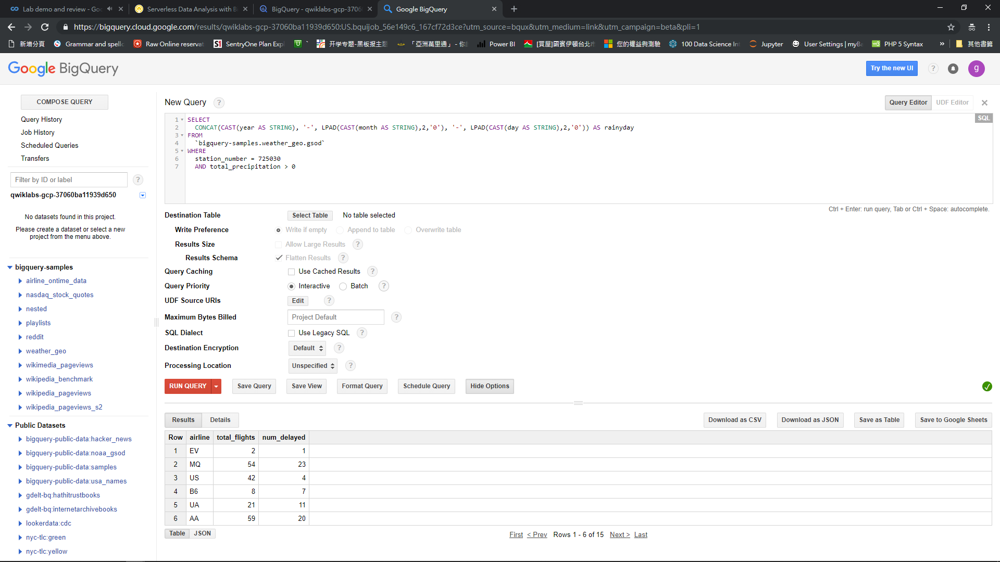 Lab demo and review - Goo
Serverless Data Analysis with B
BigQuery - qwiklabs-gcp-3706
Google BigQuery
https://bigquery.cloud.google.com/results/qwiklabs-gcp-37060ba11939d650:US.bquijob_56e149c6_167cf72d3ce?utm_source=bqux&utm_medium=link&utm_campaign=beta&pli=1
新增分頁
Grammar and spell
Raw Online reservat
SentryOne Plan Expl
开学专题-黑板报主题
「亞洲萬里通」 - 你
Power BI
[買屋]國賓伊頓台北市
您的權益與測驗
100 Data Science In
Jupyter
User Settings | myBa
PHP 5 Syntax
»
其他書籤
Google BigQuery
Try the new UI
?
g
COMPOSE QUERY
Query History
Job History
Scheduled Queries
Transfers
Filter by ID or label
?
qwiklabs-gcp-37060ba11939d650
No datasets found in this project.
Please create a dataset or select a new
project from the menu above.
bigquery-samples
airline_ontime_data
nasdaq_stock_quotes
nested
playlists
reddit
weather_geo
wikimedia_pageviews
wikipedia_benchmark
wikipedia_pageviews
wikipedia_pageviews_s2
Public Datasets
bigquery-public-data:hacker_news
bigquery-public-data:noaa_gsod
bigquery-public-data:samples
bigquery-public-data:usa_names
gdelt-bq:hathitrustbooks
gdelt-bq:internetarchivebooks
lookerdata:cdc
nyc-tlc:green
nyc-tlc:yellow
New Query ?
Query Editor UDF Editor
SQL
1 SELECT
2 CONCAT(CAST(year AS STRING), '-', LPAD(CAST(month AS STRING),2,'0'), '-', LPAD(CAST(day AS STRING),2,'0')) AS rainyday
3 FROM
4 `bigquery-samples.weather_geo.gsod`
5 WHERE
6 station_number = 725030
7 AND total_precipitation > 0
Ctrl + Enter: run query, Tab or Ctrl + Space: autocomplete.
Destination Table Select Table No table selected
Write Preference Write if empty Append to table Overwrite table
Results Size Allow Large Results ?
Results Schema Flatten Results ?
Query Caching Use Cached Results ?
Query Priority Interactive Batch ?
UDF Source URIs Edit ?
Maximum Bytes Billed Project Default ?
SQL Dialect Use Legacy SQL ?
Destination Encryption Default ?
Processing Location Unspecified ?
RUN QUERY Save Query Save View Format Query Schedule Query Hide Options
Results Details Download as CSV Download as JSON Save as Table Save to Google Sheets
Row airline total_flights num_delayed
1 EV 2 1
2 MQ 54 23
3 US 42 4
4 B6 8 7
5 UA 21 11
6 AA 59 20
Table JSON First < Prev Rows 1 - 6 of 15 Next > Last